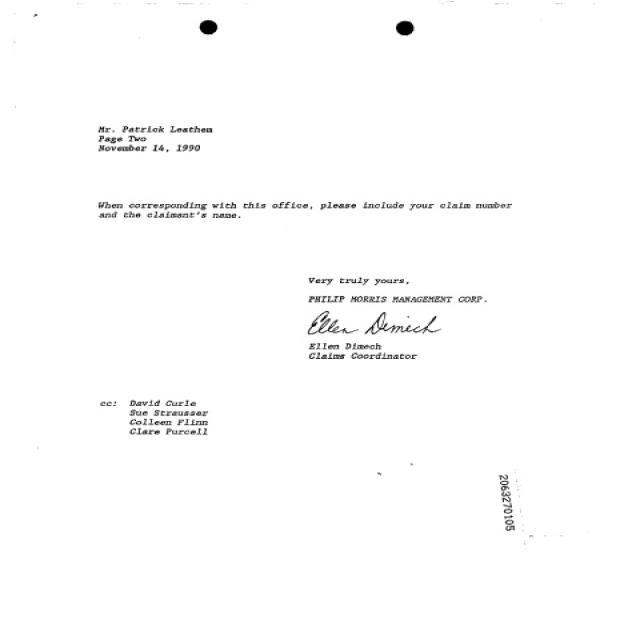 Mr. Patrick Leathem
Page Two
November 14, 1990
When corresponding with this office, please include your claim number
and the claimant's name.
Very truly yours,
PHILIP MORRIS MANAGEMENT CORP.
Ellen Dimech
Ellen Dimech
Claims Coordinator
cc: David Curle
Sue Strausser
Colleen Flinn
Clare Purcell
2063270105